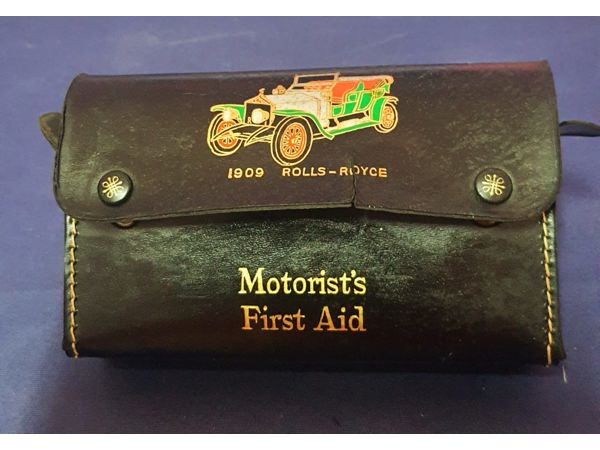 1909 ROLLS-ROYCE
Motorist's
First Aid